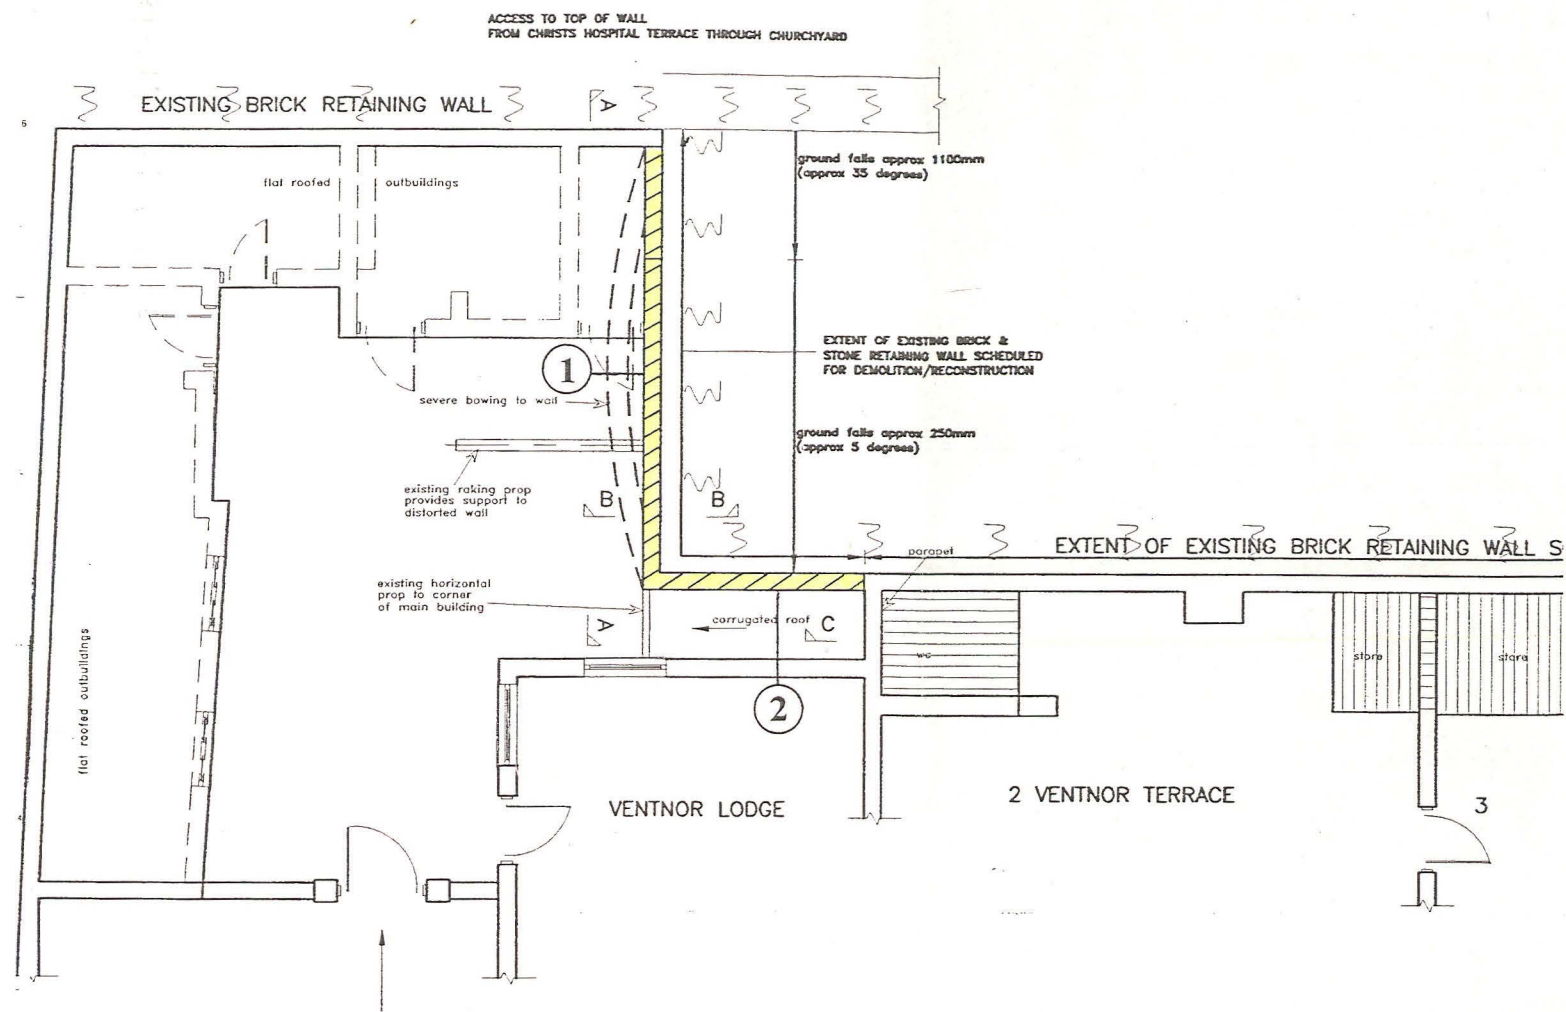 ACCESS TO TOP OF WALL
FROM CHRISTS HOSPITAL TERRACE THROUGH CHURCHYARD
EXISTING BRICK RETAINING WALL
A
ground falls approx 1100mm
(approx 35 degrees)
flat roofed
outbuildings
EXTENT OF EXISTING BRICK &
STONE RETAINING WALL SCHEDULED
FOR DEMOLITION/RECONSTRUCTION
1
severe bowing to wall
ground falls approx 250mm
(approx 5 degrees)
existing raking prop
provides support to
distorted wall
B
B
EXTENT OF EXISTING BRICK RETAINING WALL S
parapet
existing horizontal
prop to corner
of main building
A
corrugated roof
C
wc
store
store
flat roofed outbuildings
2
VENTNOR LODGE
2 VENTNOR TERRACE
3